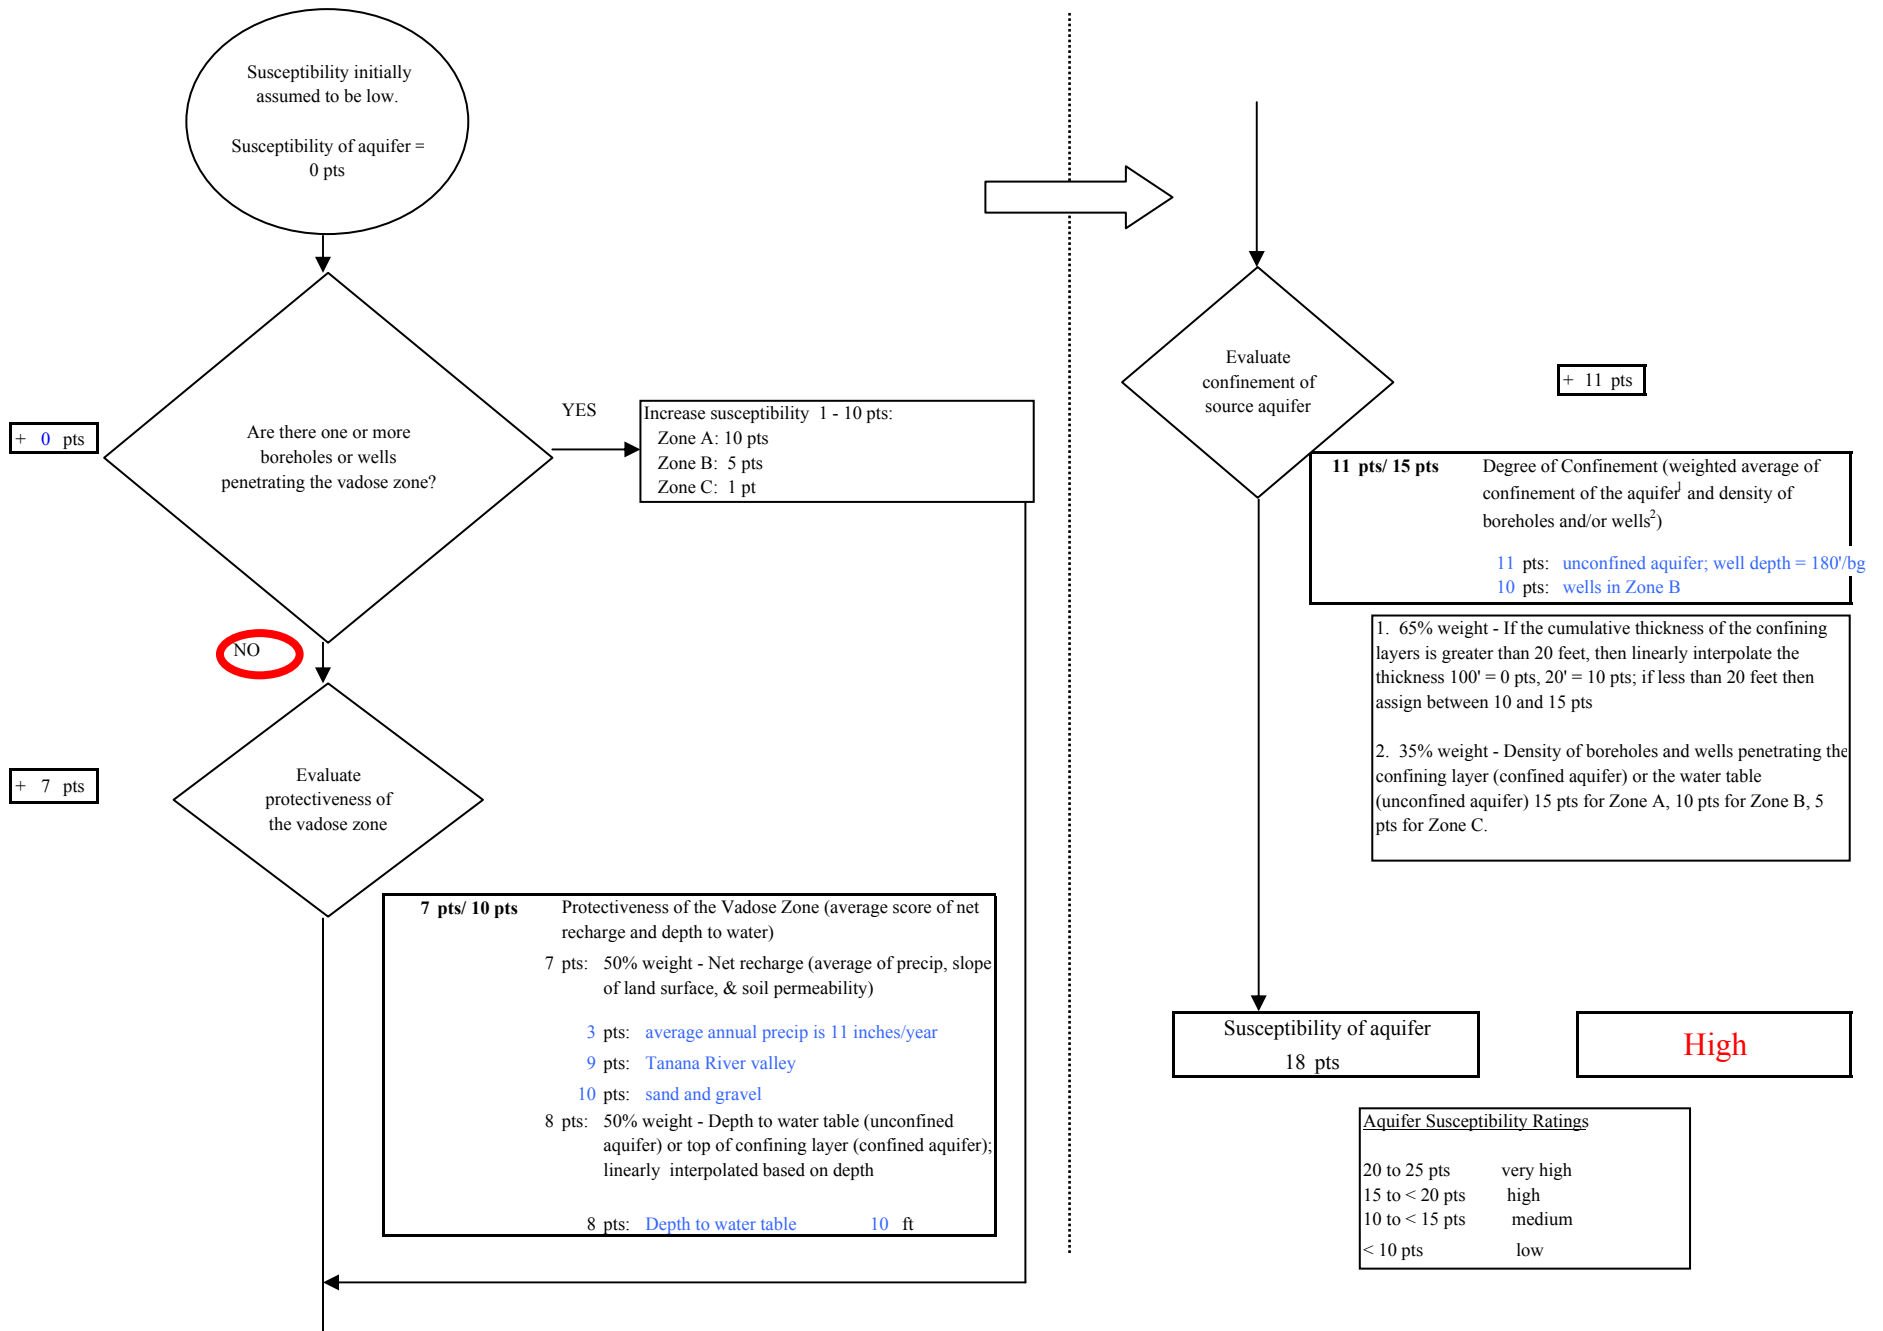 Susceptibility initially
assumed to be low.
Susceptibility of aquifer =
0 pts
Are there one or more
boreholes or wells
penetrating the vadose zone?
+ 0 pts
YES
Increase susceptibility 1 - 10 pts:
Zone A: 10 pts
Zone B: 5 pts
Zone C: 1 pt
NO
Evaluate
protectiveness of
the vadose zone
+ 7 pts
7 pts/ 10 pts
Protectiveness of the Vadose Zone (average score of net
recharge and depth to water)
7 pts: 50% weight - Net recharge (average of precip, slope
of land surface, & soil permeability)
3 pts: average annual precip is 11 inches/year
9 pts: Tanana River valley
10 pts: sand and gravel
8 pts: 50% weight - Depth to water table (unconfined
aquifer) or top of confining layer (confined aquifer);
linearly interpolated based on depth
8 pts: Depth to water table 10 ft
Evaluate
confinement of
source aquifer
+ 11 pts
11 pts/ 15 pts
Degree of Confinement (weighted average of
confinement of the aquifer1 and density of
boreholes and/or wells2)
11 pts: unconfined aquifer; well depth = 180'/bg
10 pts: wells in Zone B
1. 65% weight - If the cumulative thickness of the confining
layers is greater than 20 feet, then linearly interpolate the
thickness 100' = 0 pts, 20' = 10 pts; if less than 20 feet then
assign between 10 and 15 pts
2. 35% weight - Density of boreholes and wells penetrating the
confining layer (confined aquifer) or the water table
(unconfined aquifer) 15 pts for Zone A, 10 pts for Zone B, 5
pts for Zone C.
Susceptibility of aquifer
18 pts
High
Aquifer Susceptibility Ratings
20 to 25 pts very high
15 to < 20 pts high
10 to < 15 pts medium
< 10 pts low